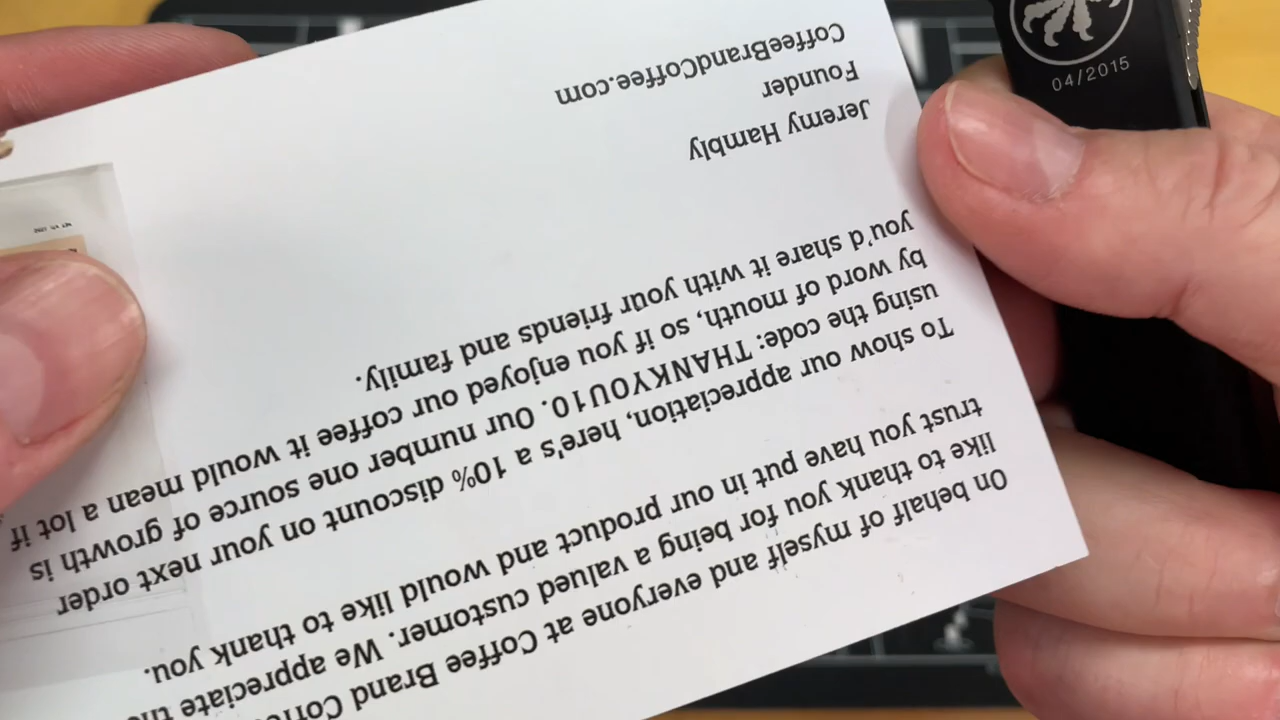 On behalf of myself and everyone at Coffee Brand
like to thank you for being a valued customer. We appreciate the
trust you have put in our product and would like to thank you.
To show our appreciation, here's a 10% discount on your next order
using the code: THANKYOU10. Our number one source of growth is
by word of mouth, so if you enjoyed our coffee it would mean a lot if
you'd share it with your friends and family.
Jeremy Hambly
Founder
CoffeeBrandCoffee.com
04/2015